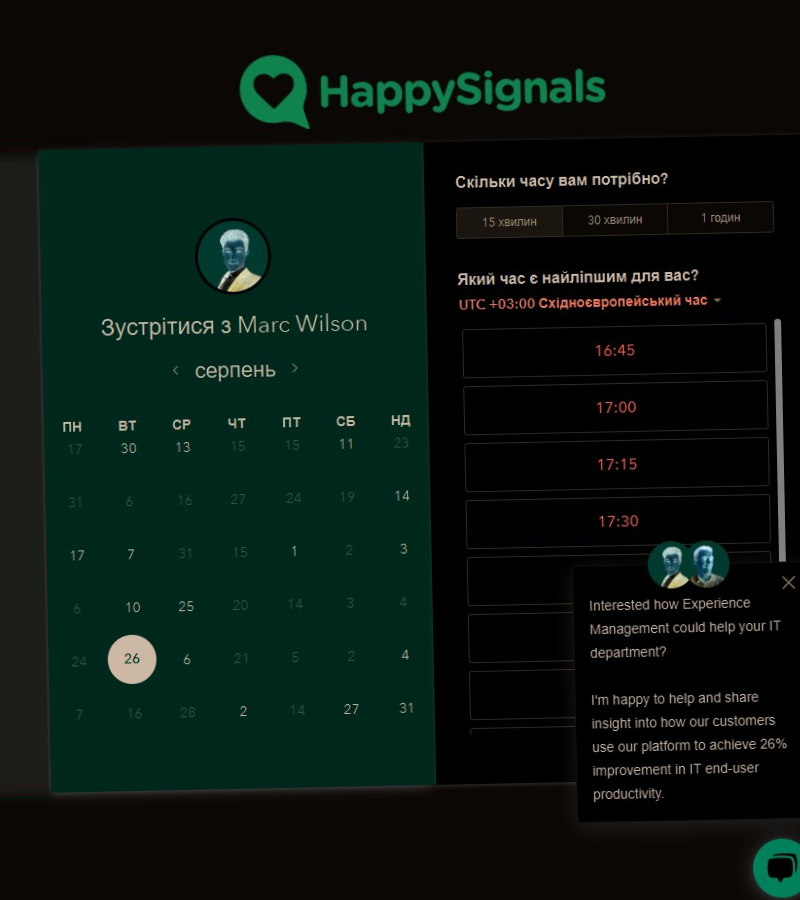 HappySignals
Зустрітися з Marc Wilson
серпень
ПН ВТ СР ЧТ ПТ СБ НД
17 30 13 15 15 11 23
31 6 16 27 24 19 14
17 7 31 15 1 2 3
6 10 25 20 14 3 4
24 26 6 21 5 2 4
7 16 28 2 14 27 31
Скільки часу вам потрібно?
15 хвилин 30 хвилин 1 годин
Який час є найліпшим для вас?
UTC +03:00 Східноєвропейський час
16:45
17:00
17:15
17:30
Interested how Experience
Management could help your IT
department?
I'm happy to help and share
insight into how our customers
use our platform to achieve 26%
improvement in IT end-user
productivity.